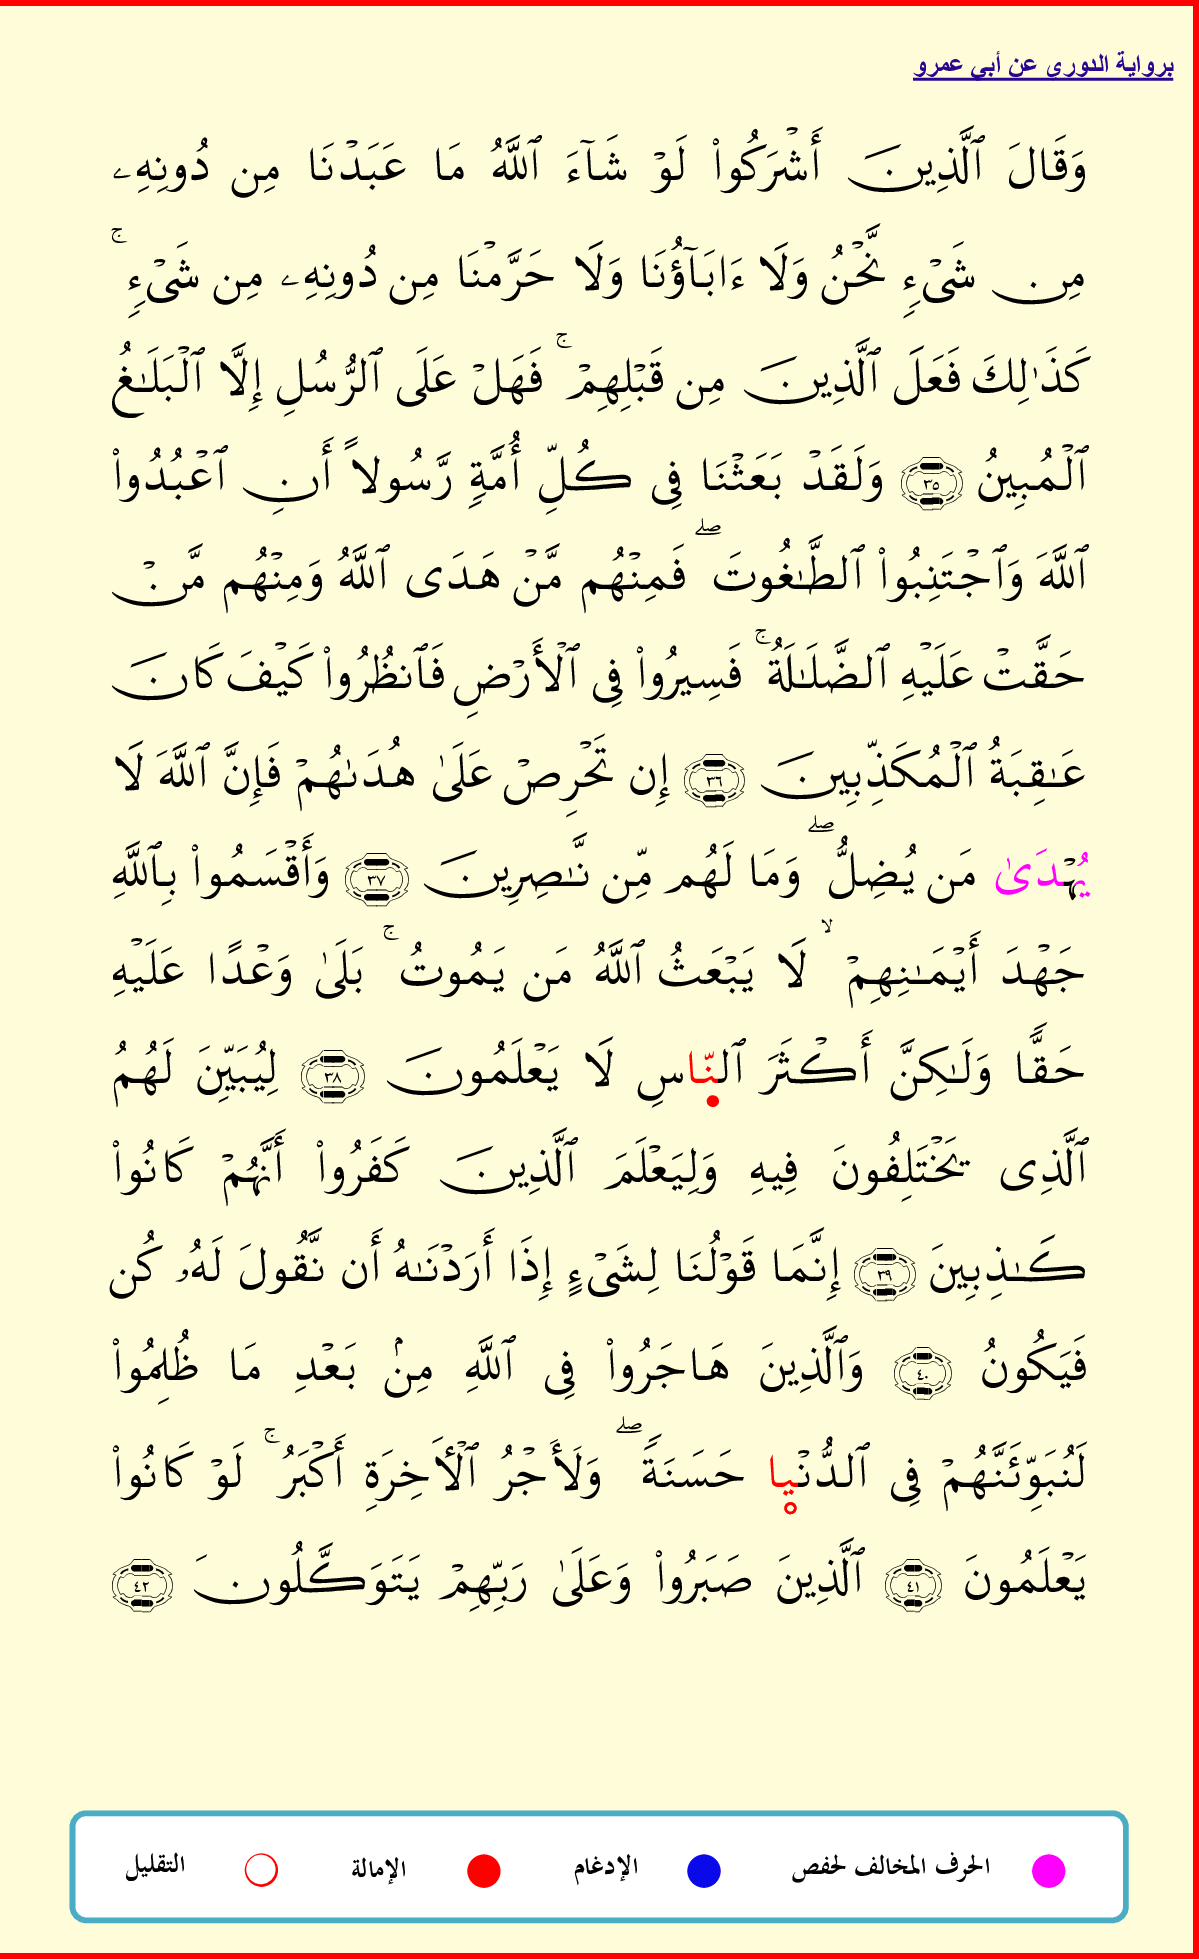 برواية الدوري عن أبي عمرو
وَقَالَ ٱلَّذِينَ أَشۡرَكُواْ لَوۡ شَآءَ ٱللَّهُ مَا عَبَدۡنَا مِن دُونِهِۦ
مِن شَيۡءٖ نَّحۡنُ وَلَا ءَابَآؤُنَا وَلَا حَرَّمۡنَا مِن دُونِهِۦ مِن شَيۡءٖۚ
كَذَٰلِكَ فَعَلَ ٱلَّذِينَ مِن قَبۡلِهِمۡۚ فَهَلۡ عَلَى ٱلرُّسُلِ إِلَّا ٱلۡبَلَٰغُ
ٱلۡمُبِينُ ٣٥ وَلَقَدۡ بَعَثۡنَا فِي كُلِّ أُمَّةٖ رَّسُولاً أَنِ ٱعۡبُدُواْ
ٱللَّهَ وَٱجۡتَنِبُواْ ٱلطَّٰغُوتَۖ فَمِنۡهُم مَّنۡ هَدَى ٱللَّهُ وَمِنۡهُم مَّنۡ
حَقَّتۡ عَلَيۡهِ ٱلضَّلَٰلَةُۚ فَسِيرُواْ فِي ٱلۡأَرۡضِ فَٱنظُرُواْ كَيۡفَ كَانَ
عَٰقِبَةُ ٱلۡمُكَذِّبِينَ ٣٦ إِن تَحۡرِصۡ عَلَىٰ هُدَىٰهُمۡ فَإِنَّ ٱللَّهَ لَا
يُهۡدَىٰ مَن يُضِلُّۖ وَمَا لَهُم مِّن نَّٰصِرِينَ ٣٧ وَأَقۡسَمُواْ بِٱللَّهِ
جَهۡدَ أَيۡمَٰنِهِمۡۙ لَا يَبۡعَثُ ٱللَّهُ مَن يَمُوتُۚ بَلَىٰ وَعۡدًا عَلَيۡهِ
حَقًّا وَلَٰكِنَّ أَكۡثَرَ ٱلنَّاسِ لَا يَعۡلَمُونَ ٣٨ لِيُبَيِّنَ لَهُمُ
ٱلَّذِي يَخۡتَلِفُونَ فِيهِ وَلِيَعۡلَمَ ٱلَّذِينَ كَفَرُواْ أَنَّهُمۡ كَانُواْ
كَٰذِبِينَ ٣٩ إِنَّمَا قَوۡلُنَا لِشَيۡءٍ إِذَا أَرَدۡنَٰهُ أَن نَّقُولَ لَهُۥ كُن
فَيَكُونُ ٤٠ وَٱلَّذِينَ هَاجَرُواْ فِي ٱللَّهِ مِنۢ بَعۡدِ مَا ظُلِمُواْ
لَنُبَوِّئَنَّهُمۡ فِي ٱلدُّنۡيا حَسَنَةٗۖ وَلَأَجۡرُ ٱلۡأٓخِرَةِ أَكۡبَرُۚ لَوۡ كَانُواْ
يَعۡلَمُونَ ٤١ ٱلَّذِينَ صَبَرُواْ وَعَلَىٰ رَبِّهِمۡ يَتَوَكَّلُونَ ٤٢
الحرف المخالف لحفص الإدغام الإمالة التقليل